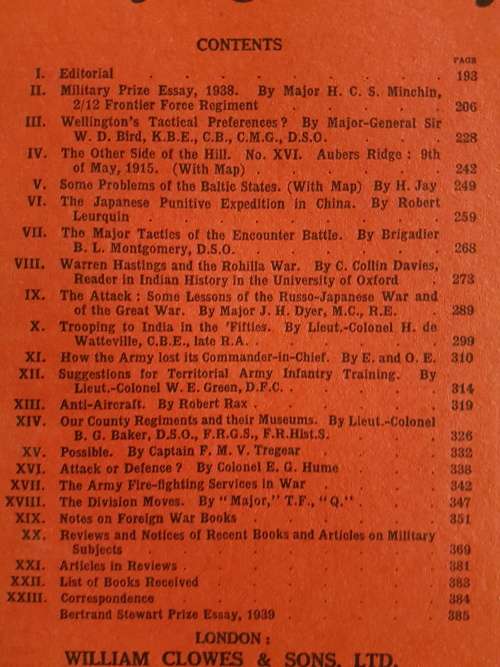 CONTENTS
PAGE
I. Editorial . . . . . . . . 193
II. Military Prize Essay, 1938. By Major H. C. S. Minchin,
2/12 Frontier Force Regiment . . . . . 206
III. Wellington's Tactical Preferences? By Major-General Sir
W. D. Bird, K.B.E., C.B., C.M.G., D.S.O. . . . . 228
IV. The Other Side of the Hill. No. XVI. Aubers Ridge : 9th
of May, 1915. (With Map) . . . . . . 242
V. Some Problems of the Baltic States. (With Map) By H. Jay 249
VI. The Japanese Punitive Expedition in China. By Robert
Leurquin . . . . . . . . 259
VII. The Major Tactics of the Encounter Battle. By Brigadier
B. L. Montgomery, D.S.O. . . . . . . 268
VIII. Warren Hastings and the Rohilla War. By C. Collin Davies,
Reader in Indian History in the University of Oxford . 273
IX. The Attack : Some Lessons of the Russo-Japanese War and
of the Great War. By Major J. H. Dyer, M.C., R.E. . 289
X. Trooping to India in the 'Fifties. By Lieut.-Colonel H. de
Watteville, C.B.E., late R.A. . . . . . 299
XI. How the Army lost its Commander-in-Chief. By E. and O. E. 310
XII. Suggestions for Territorial Army Infantry Training. By
Lieut.-Colonel W. E. Green, D.F.C. . . . . 314
XIII. Anti-Aircraft. By Robert Rax . . . . . 319
XIV. Our County Regiments and their Museums. By Lieut.-Colonel
B. G. Baker, D.S.O., F.R.G.S., F.R.Hist.S. . . . 326
XV. Possible. By Captain F. M. V. Tregear . . . . 332
XVI. Attack or Defence? By Colonel E. G. Hume . . . 338
XVII. The Army Fire-fighting Services in War . . . . 342
XVIII. The Division Moves. By "Major," T.F., "Q." . . . 347
XIX. Notes on Foreign War Books . . . . . 351
XX. Reviews and Notices of Recent Books and Articles on Military
Subjects . . . . . . . . 369
XXI. Articles in Reviews . . . . . . . 381
XXII. List of Books Received . . . . . . 383
XXIII. Correspondence . . . . . . . 384
Bertrand Stewart Prize Essay, 1939 . . . . . 385
LONDON :
WILLIAM CLOWES & SONS, LTD.